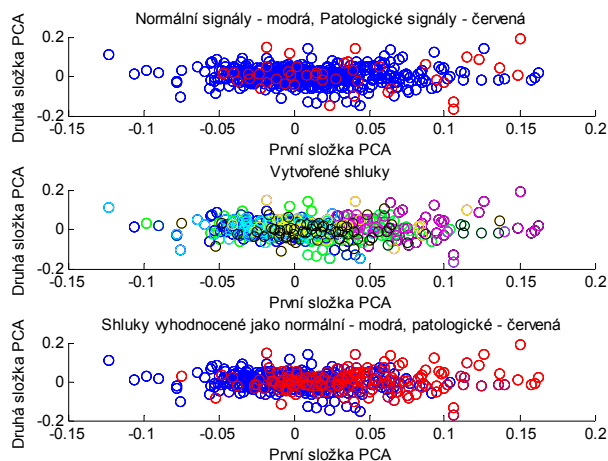 Normální signály - modrá, Patologické signály - červená
Druhá složka PCA
0.2
0
-0.2
-0.15 -0.1 -0.05 0 0.05 0.1 0.15 0.2
První složka PCA
Vytvořené shluky
Druhá složka PCA
0.2
0
-0.2
-0.15 -0.1 -0.05 0 0.05 0.1 0.15 0.2
První složka PCA
Shluky vyhodnocené jako normální - modrá, patologické - červená
Druhá složka PCA
0.2
0
-0.2
-0.15 -0.1 -0.05 0 0.05 0.1 0.15 0.2
První složka PCA